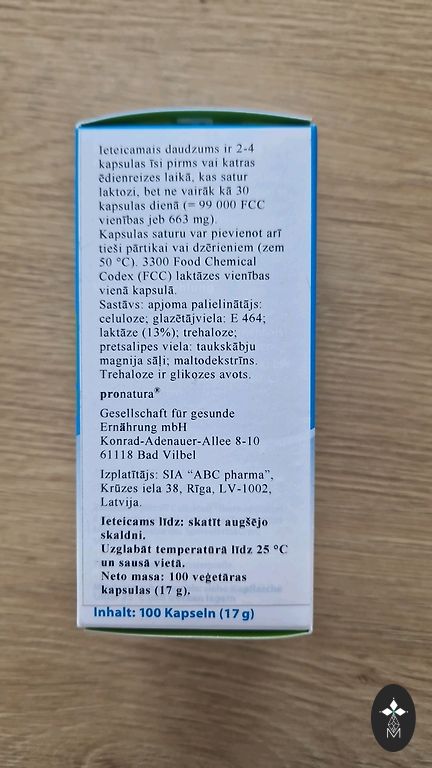 Ieteicamais daudzums ir 2-4
kapsulas īsi pirms vai katras
ēdienreizes laikā, kas satur
laktozi, bet ne vairāk kā 30
kapsulas dienā (= 99 000 FCC
vienības jeb 663 mg).
Kapsulas saturu var pievienot arī
tieši pārtikai vai dzērieniem (zem
50 °C). 3300 Food Chemical
Codex (FCC) laktāzes vienības
vienā kapsulā.
Sastāvs: apjoma palielinātājs:
celuloze; glazētājviela: E 464;
laktāze (13%); trehaloze;
pretsalipes viela: taukskābju
magnija sāļi; maltodekstrīns.
Trehaloze ir glikozes avots.
pronatura®
Gesellschaft für gesunde
Ernährung mbH
Konrad-Adenauer-Allee 8-10
61118 Bad Vilbel
Izplatītājs: SIA “ABC pharma”,
Krūzes iela 38, Rīga, LV-1002,
Latvija.
Ieteicams līdz: skatīt augšējo
skaldni.
Uzglabāt temperatūrā līdz 25 °C
un sausā vietā.
Neto masa: 100 veģetāras
kapsulas (17 g).
Inhalt: 100 Kapseln (17 g)
M